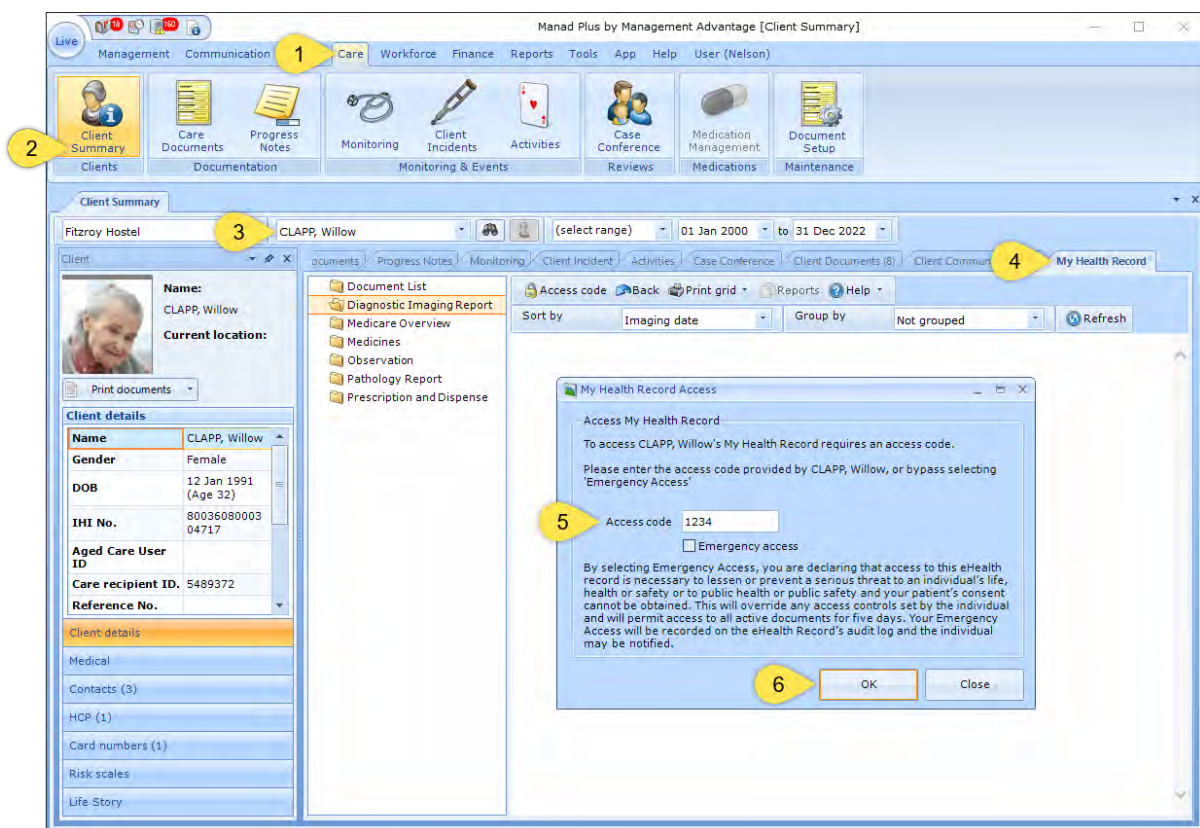 18
160
Manad Plus by Management Advantage [Client Summary]
Live
Management Communication 1 Care Workforce Finance Reports Tools App Help User (Nelson)
2
Client Summary
Care Documents
Progress Notes
Monitoring
Client Incidents
Activities
Case Conference
Medication Management
Document Setup
Clients
Documentation
Monitoring & Events
Reviews
Medications
Maintenance
Client Summary
Fitzroy Hostel 3 CLAPP, Willow (select range) 01 Jan 2000 to 31 Dec 2022
Client
ocuments Progress Notes Monitoring Client Incident Activities Case Conference Client Documents (8) Client Commun 4 My Health Record
Name:
CLAPP, Willow
Current location:
Print documents
Client details
Name CLAPP, Willow
Gender Female
DOB 12 Jan 1991
(Age 32)
IHI No. 80036080003
04717
Aged Care User
ID
Care recipient ID. 5489372
Reference No.
Client details
Medical
Contacts (3)
HCP (1)
Card numbers (1)
Risk scales
Life Story
Document List
Diagnostic Imaging Report
Medicare Overview
Medicines
Observation
Pathology Report
Prescription and Dispense
Access code Back Print grid Reports Help
Sort by Imaging date Group by Not grouped Refresh
My Health Record Access
Access My Health Record
To access CLAPP, Willow's My Health Record requires an access code.
Please enter the access code provided by CLAPP, Willow, or bypass selecting
'Emergency Access'
5 Access code 1234
Emergency access
By selecting Emergency Access, you are declaring that access to this eHealth
record is necessary to lessen or prevent a serious threat to an individual's life,
health or safety or to public health or public safety and your patient's consent
cannot be obtained. This will override any access controls set by the individual
and will permit access to all active documents for five days. Your Emergency
Access will be recorded on the eHealth Record's audit log and the individual
may be notified.
6 OK Close